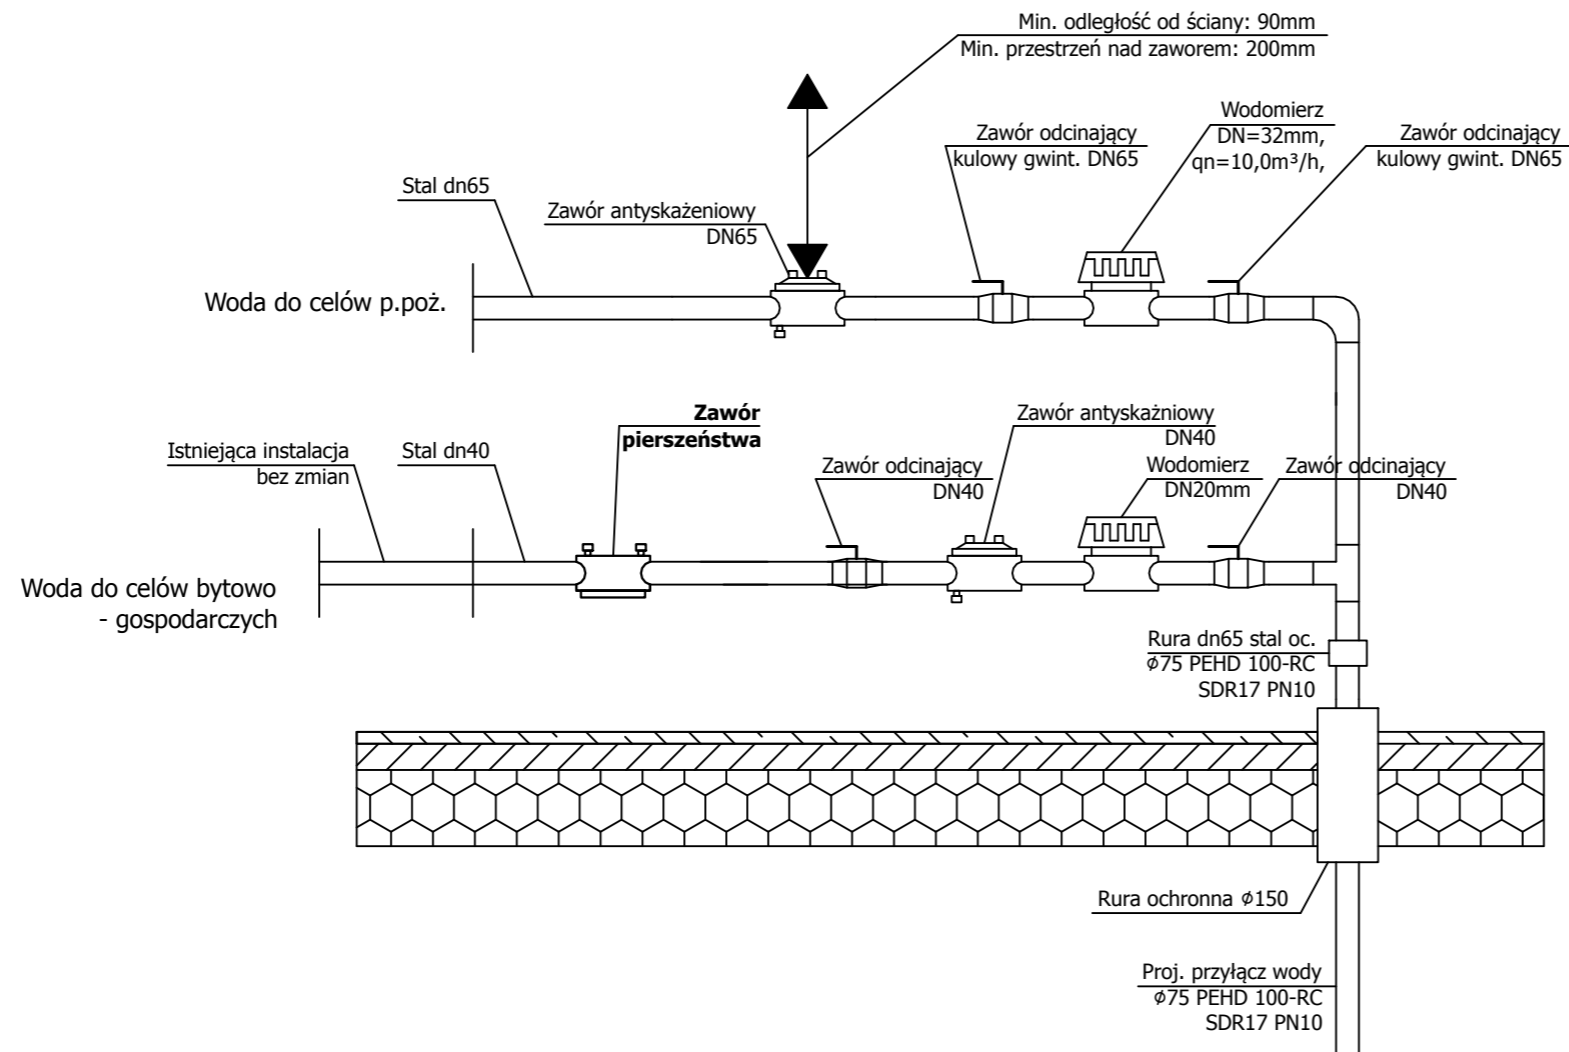 Min. odległość od ściany: 90mm
Min. przestrzeń nad zaworem: 200mm
Wodomierz
DN=32mm,
qn=10,0m³/h,
Zawór odcinający
kulowy gwint. DN65
Zawór odcinający
kulowy gwint. DN65
Stal dn65
Zawór antyskażeniowy
DN65
Woda do celów p.poż.
Zawór
pierszeństwa
Zawór antyskaźniowy
DN40
Istniejąca instalacja
bez zmian
Stal dn40
Zawór odcinający
DN40
Wodomierz
DN20mm
Zawór odcinający
DN40
Woda do celów bytowo
- gospodarczych
Rura dn65 stal oc.
⌀75 PEHD 100-RC
SDR17 PN10
Rura ochronna ⌀150
Proj. przyłącz wody
⌀75 PEHD 100-RC
SDR17 PN10